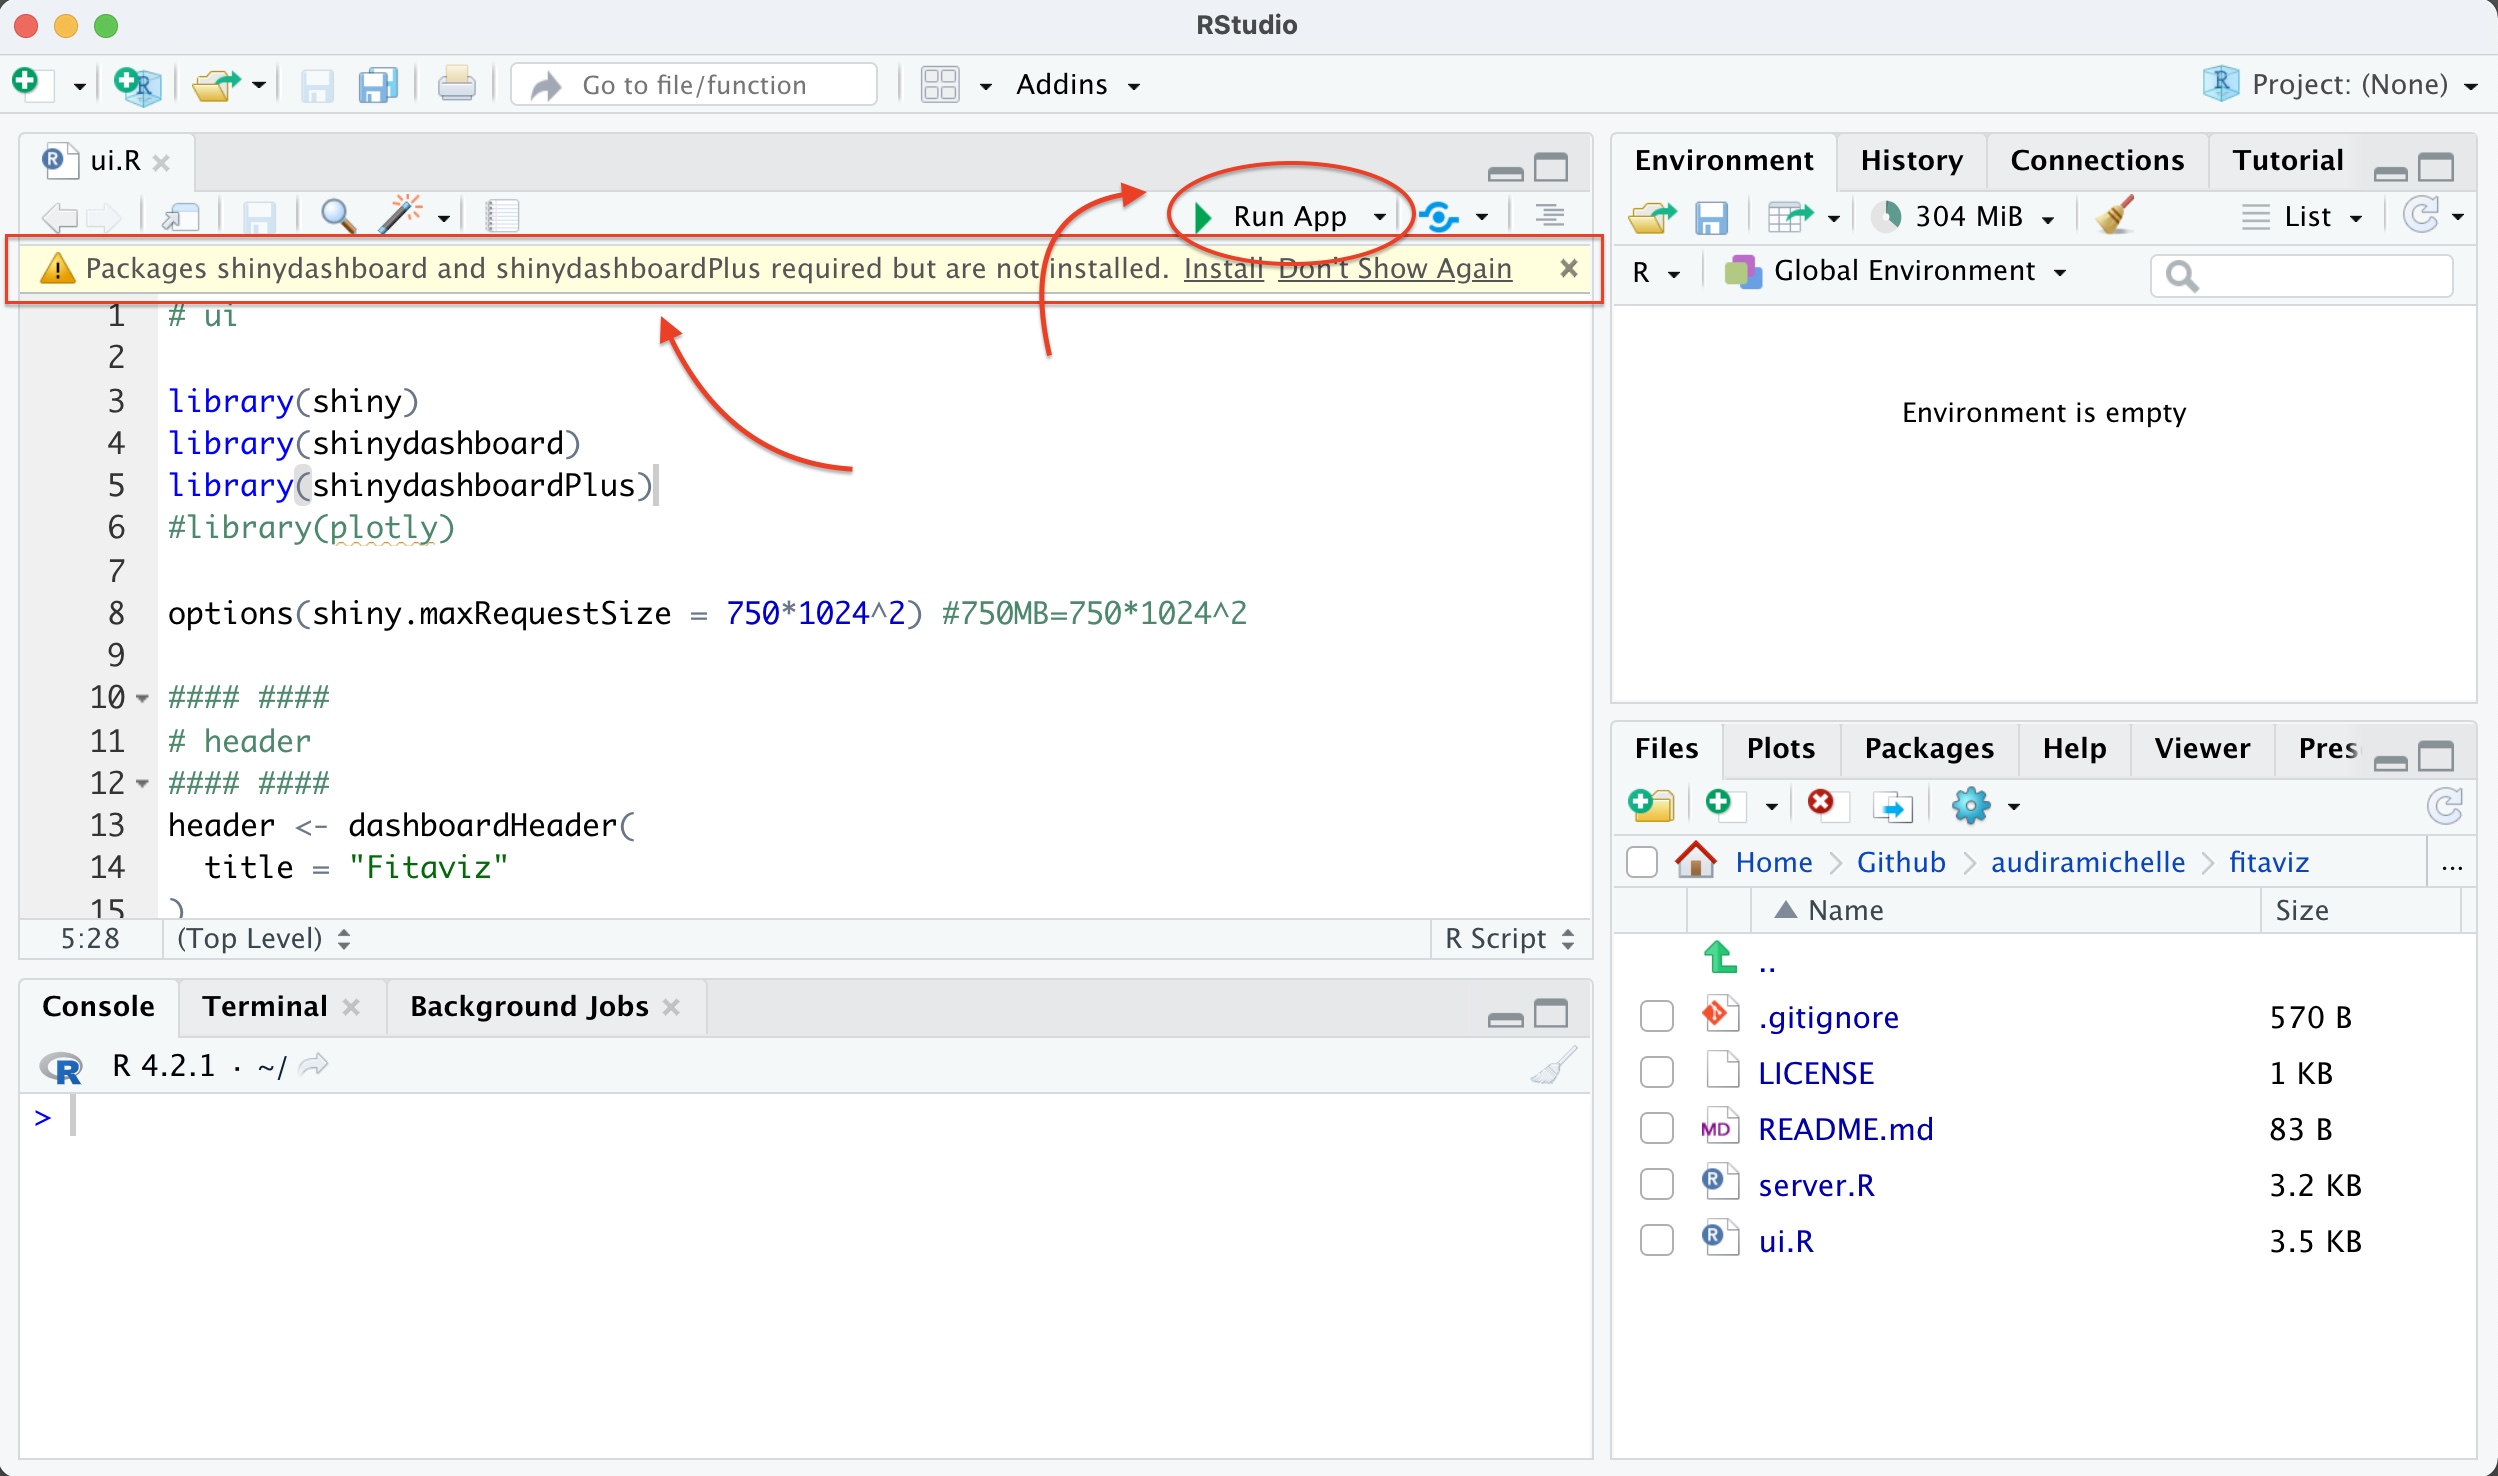 RStudio
Go to file/function
Addins
Project: (None)
ui.R
Run App
Packages shinydashboard and shinydashboardPlus required but are not installed. Install Don't Show Again
1 # ui
2
3 library(shiny)
4 library(shinydashboard)
5 library(shinydashboardPlus)
6 #library(plotly)
7
8 options(shiny.maxRequestSize = 750*1024^2) #750MB=750*1024^2
9
10 #### ####
11 # header
12 #### ####
13 header <- dashboardHeader(
14 title = "Fitaviz"
15 )
5:28 (Top Level) R Script
Console Terminal Background Jobs
R 4.2.1 · ~/
>
Environment History Connections Tutorial
304 MiB List
R Global Environment
Environment is empty
Files Plots Packages Help Viewer Pres
Home Github audiramichelle fitaviz ...
Name Size
..
.gitignore 570 B
LICENSE 1 KB
MD README.md 83 B
server.R 3.2 KB
ui.R 3.5 KB